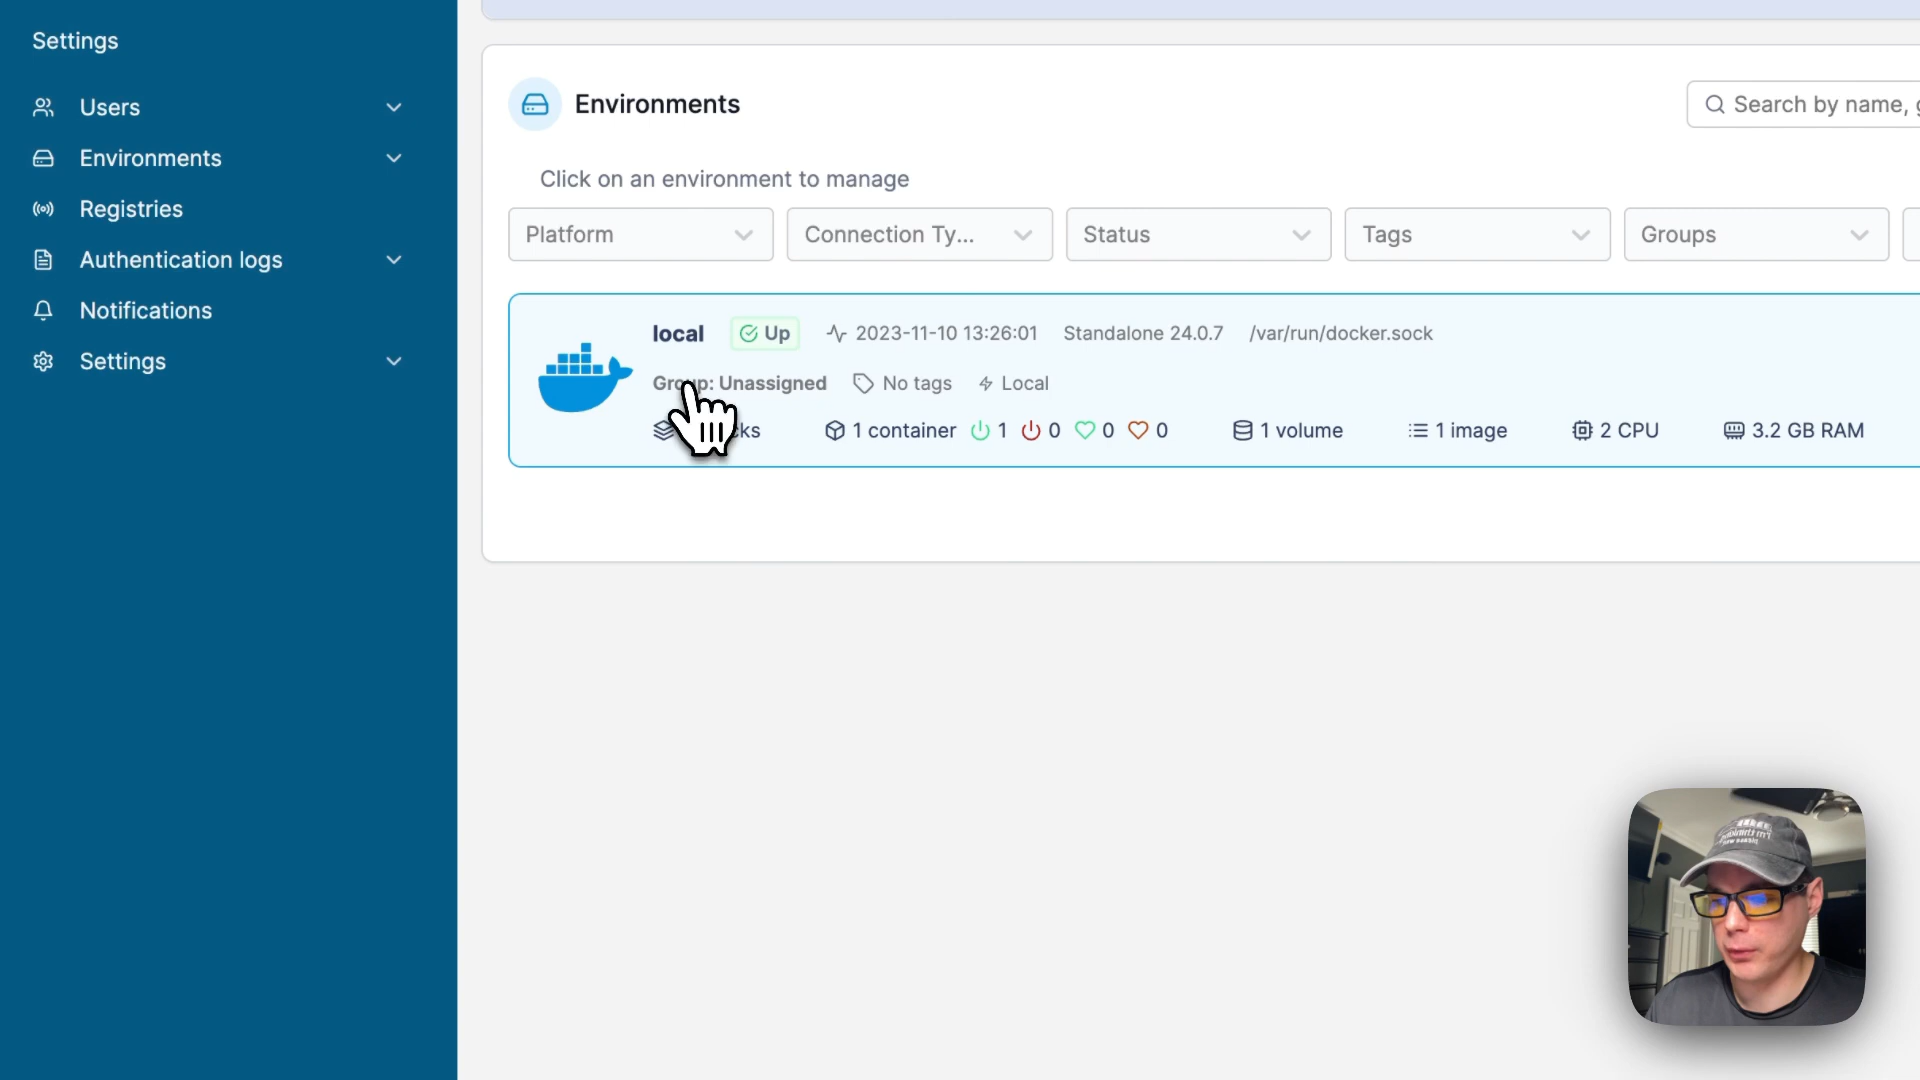 Settings
Users
Environments
Registries
Authentication logs
Notifications
Settings
Environments
Search by name,
Click on an environment to manage
Platform
Connection Ty...
Status
Tags
Groups
local
Up
2023-11-10 13:26:01
Standalone 24.0.7
/var/run/docker.sock
Group: Unassigned
No tags
Local
1 container
1
0
0
0
1 volume
1 image
2 CPU
3.2 GB RAM